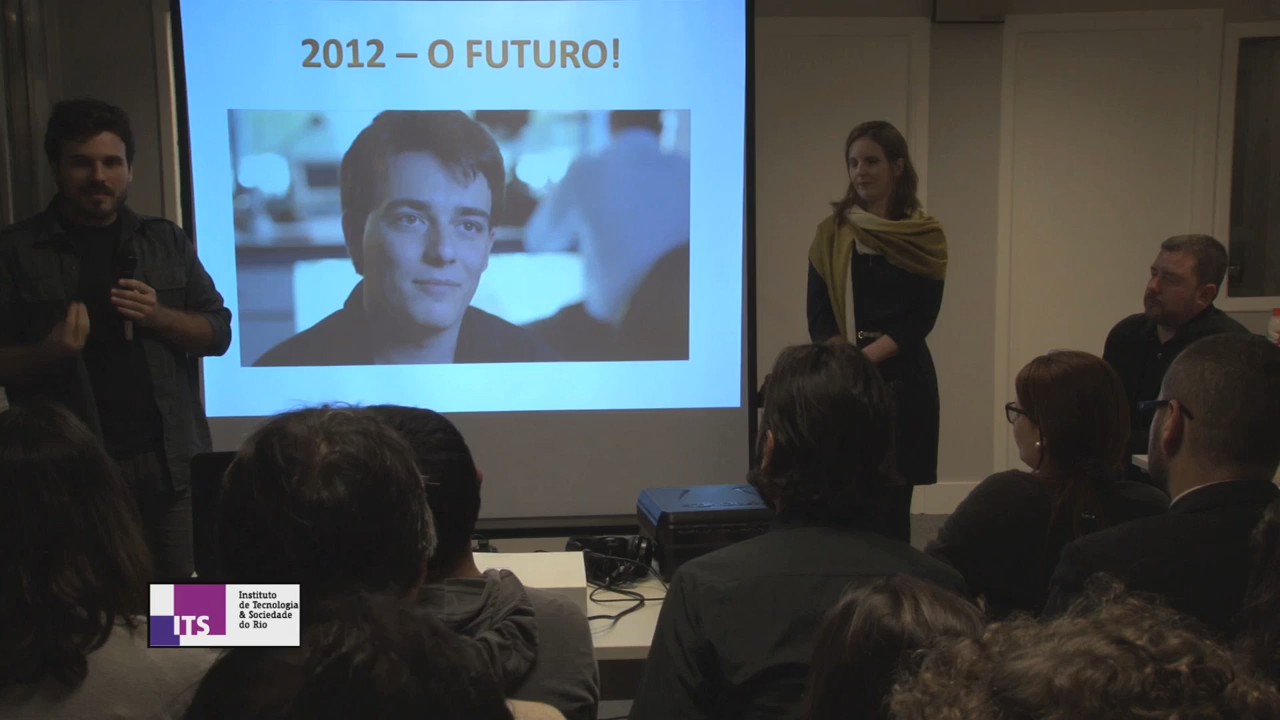 2012 – O FUTURO!
Instituto
de Tecnologia
& Sociedade
do Rio
ITS